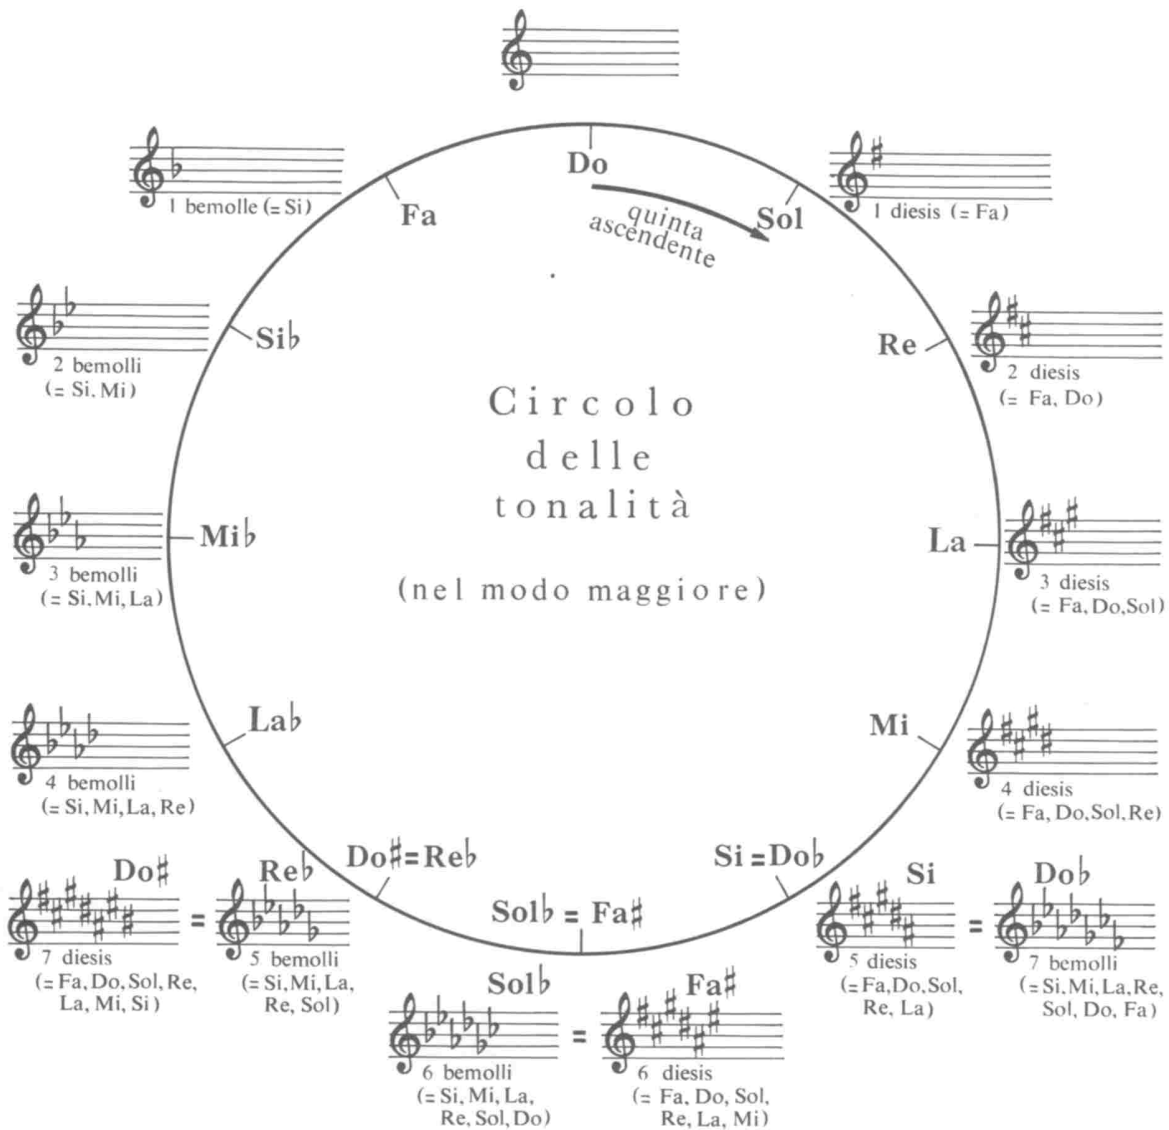 Do
Fa
1 bemolle (= Si)
quinta
ascendente
Sol
1 diesis (= Fa)
Si♭
2 bemolli
(= Si, Mi)
Re
2 diesis
(= Fa, Do)
Circolo
delle
tonalità
(nel modo maggiore)
Mi♭
3 bemolli
(= Si, Mi, La)
La
3 diesis
(= Fa, Do, Sol)
La♭
4 bemolli
(= Si, Mi, La, Re)
Mi
4 diesis
(= Fa, Do, Sol, Re)
Do♯=Re♭
Si=Do♭
Sol♭ = Fa♯
Do♯
7 diesis
(= Fa, Do, Sol, Re,
La, Mi, Si)
=
Re♭
5 bemolli
(= Si, Mi, La,
Re, Sol)
Sol♭
6 bemolli
(= Si, Mi, La,
Re, Sol, Do)
=
Fa♯
6 diesis
(= Fa, Do, Sol,
Re, La, Mi)
Si
5 diesis
(=Fa, Do, Sol,
Re, La)
=
Do♭
7 bemolli
(= Si, Mi, La, Re,
Sol, Do, Fa)